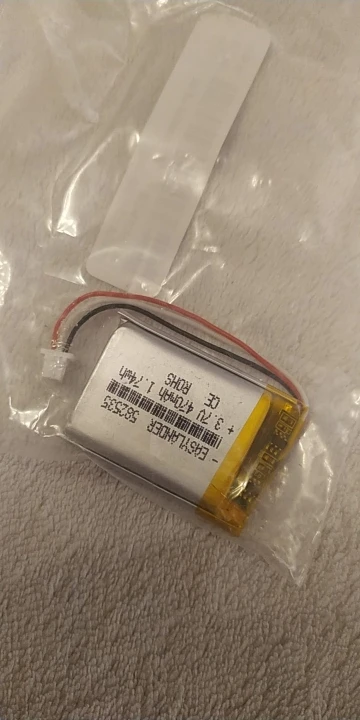 - EASYLANDER 582535
+ 3.7V 470mAh 1.74wh
CE ROHS